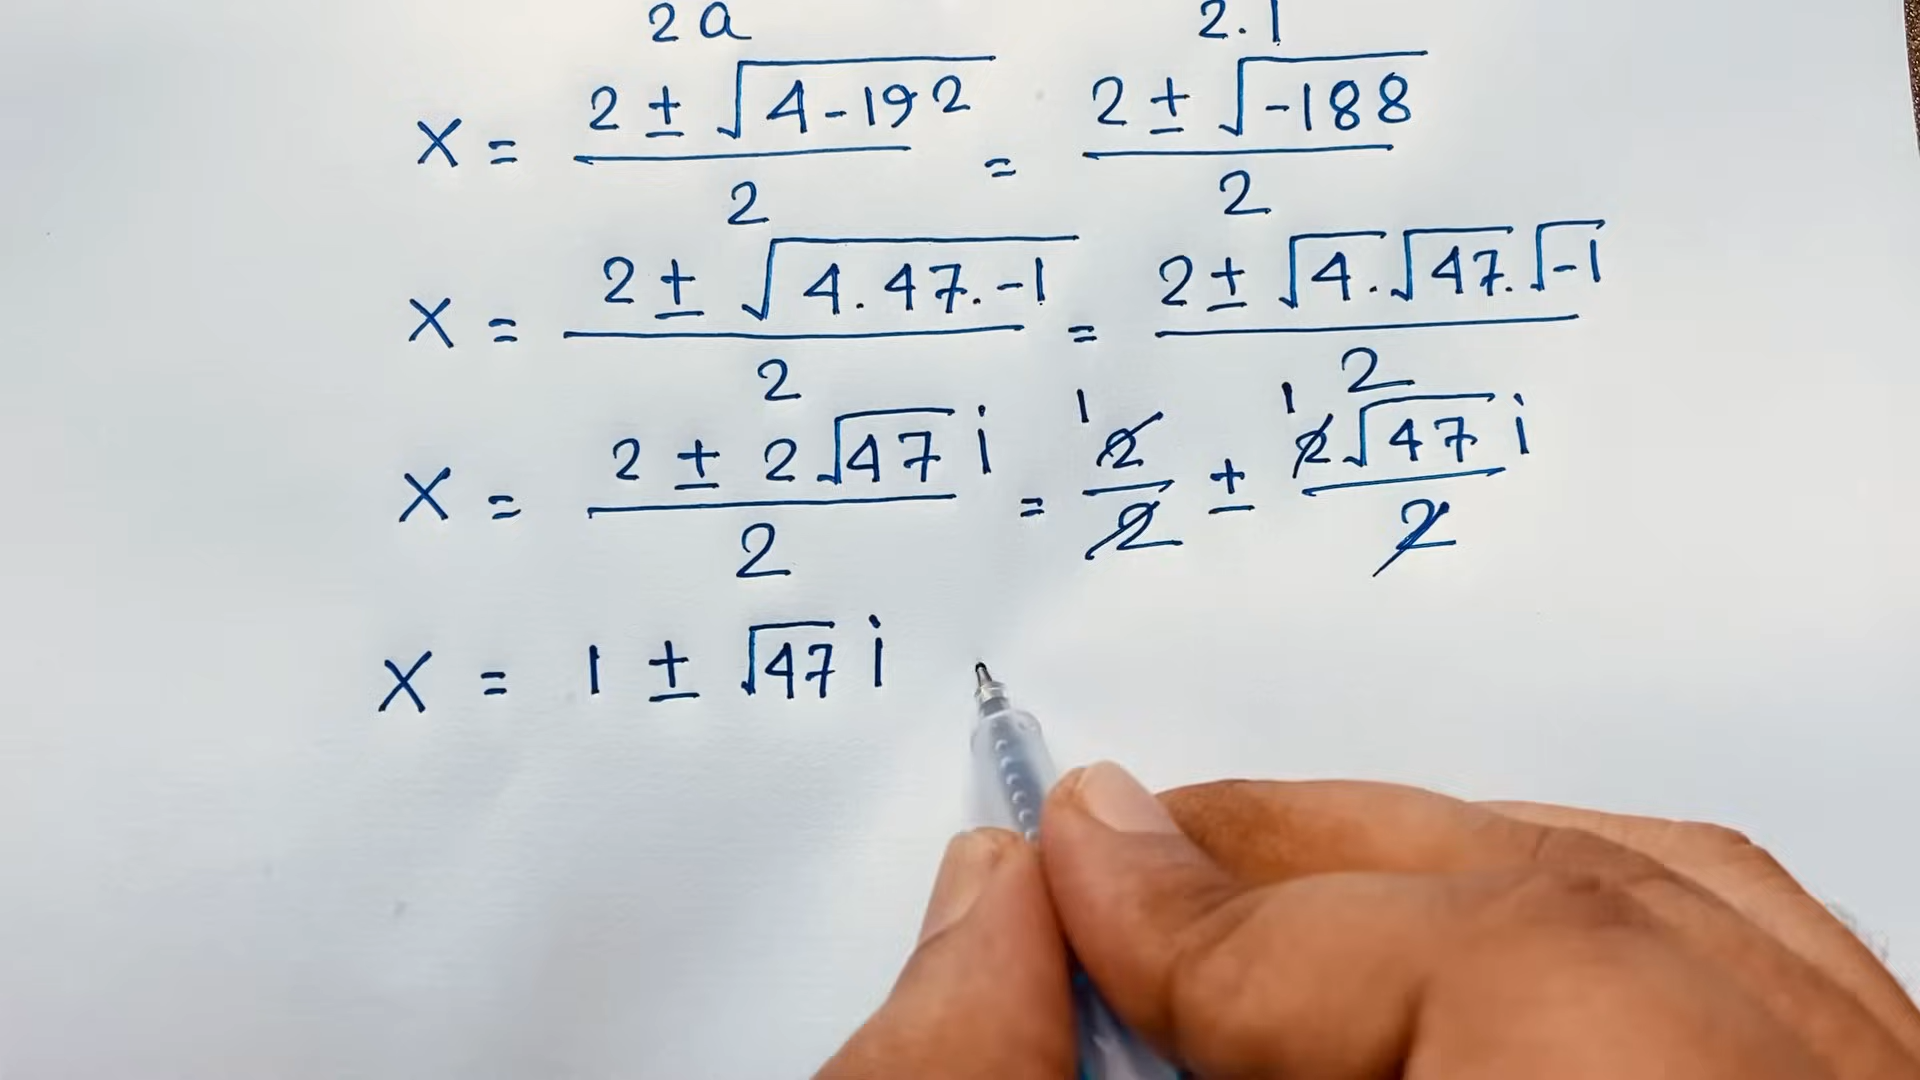 2a 2.1
x = 2 ± √4-192 / 2 = 2 ± √-188 / 2
x = 2 ± √4.47.-1 / 2 = 2 ± √4.√47.√-1 / 2
x = 2 ± 2√47 i / 2 = 1 2 / 2 ± 1 2√47 i / 2
x = 1 ± √47 i